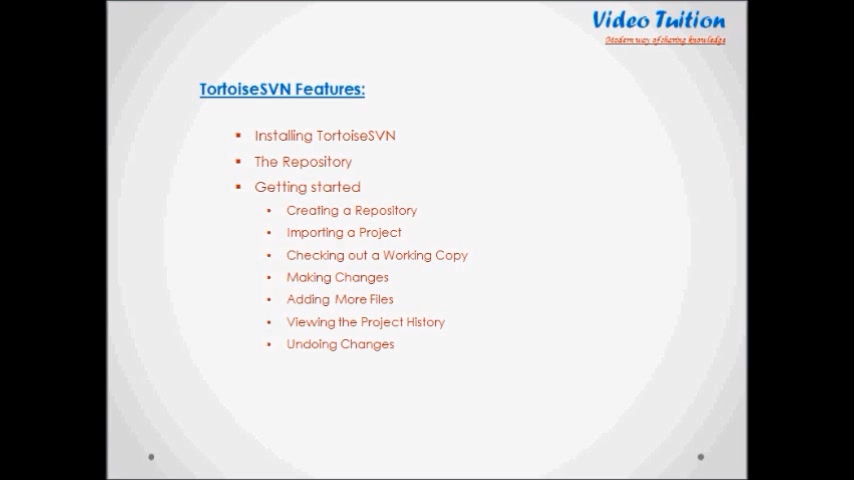 Video Tuition
Modern way of sharing knowledge
TortoiseSVN Features:
Installing TortoiseSVN
The Repository
Getting started
Creating a Repository
Importing a Project
Checking out a Working Copy
Making Changes
Adding More Files
Viewing the Project History
Undoing Changes